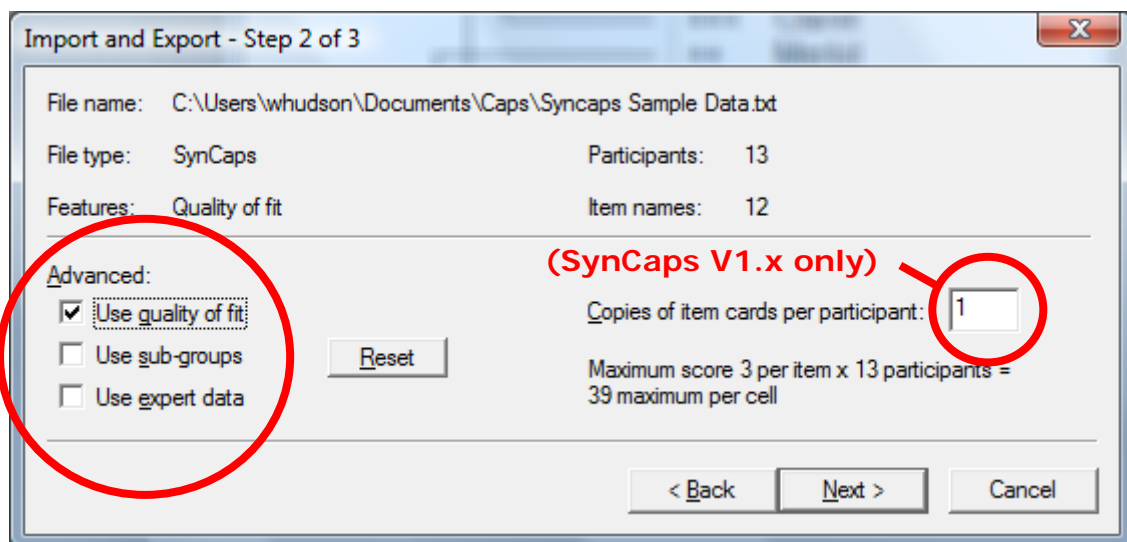 Import and Export - Step 2 of 3
File name: C:\Users\whudson\Documents\Caps\Syncaps Sample Data.txt
File type: SynCaps Participants: 13
Features: Quality of fit Item names: 12
(SynCaps V1.x only)
Advanced:
Use quality of fit Copies of item cards per participant: 1
Use sub-groups Reset
Maximum score 3 per item x 13 participants =
Use expert data 39 maximum per cell
< Back Next > Cancel